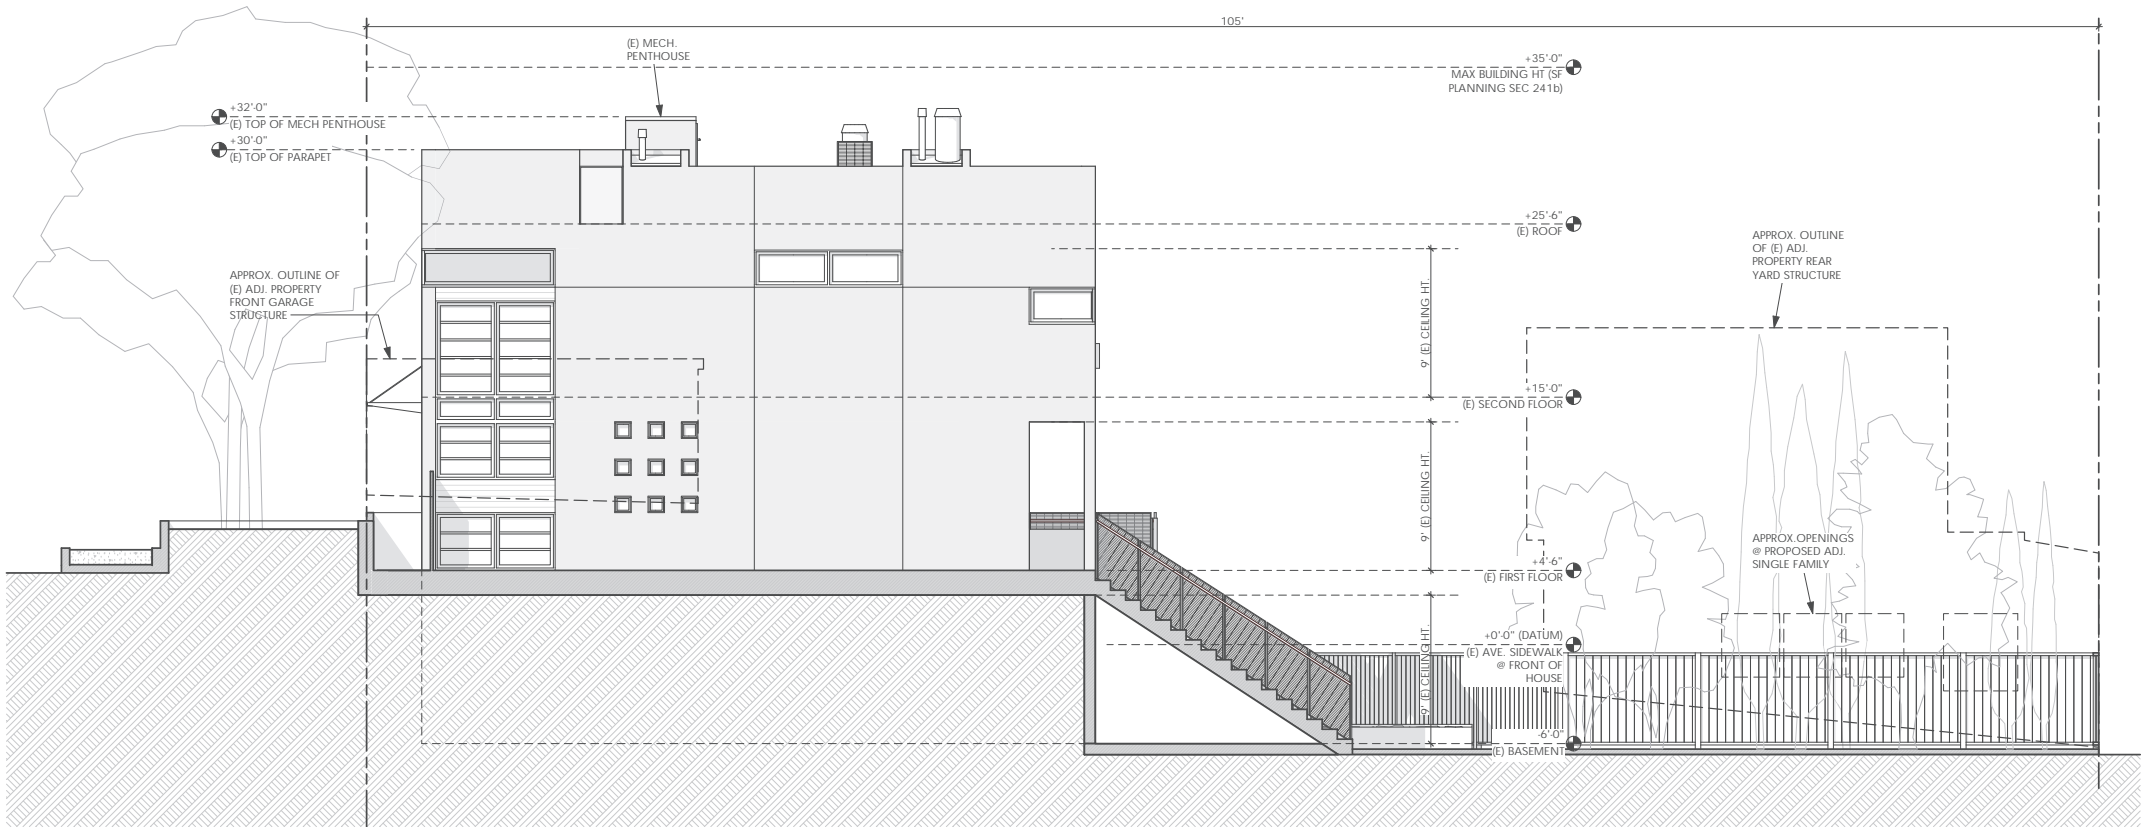 105'
(E) MECH.
PENTHOUSE
+35'-0"
MAX BUILDING HT (SF
PLANNING SEC 241b)
+32'-0"
(E) TOP OF MECH PENTHOUSE
+30'-0"
(E) TOP OF PARAPET
+25'-6"
(E) ROOF
APPROX. OUTLINE
OF (E) ADJ.
PROPERTY REAR
YARD STRUCTURE
APPROX. OUTLINE OF
(E) ADJ. PROPERTY
FRONT GARAGE
STRUCTURE
9' (E) CEILING HT.
+15'-0"
(E) SECOND FLOOR
9' (E) CEILING HT.
APPROX.OPENINGS
@ PROPOSED ADJ.
SINGLE FAMILY
+4'-6"
(E) FIRST FLOOR
9' (E) CEILING HT.
+0'-0" (DATUM)
(E) AVE. SIDEWALK
@ FRONT OF
HOUSE
-6'-0"
(E) BASEMENT